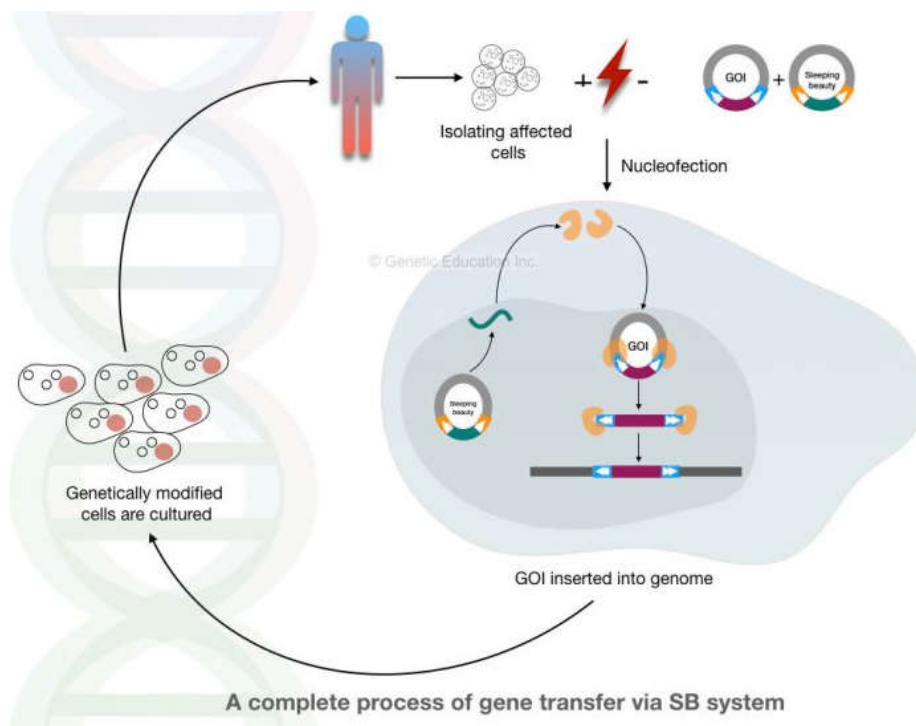 GOI
+
Sleeping
beauty
+ -
Isolating affected
cells
Nucleofection
© Genetic Education Inc.
GOI
Sleeping
beauty
Genetically modified
cells are cultured
GOI inserted into genome
A complete process of gene transfer via SB system